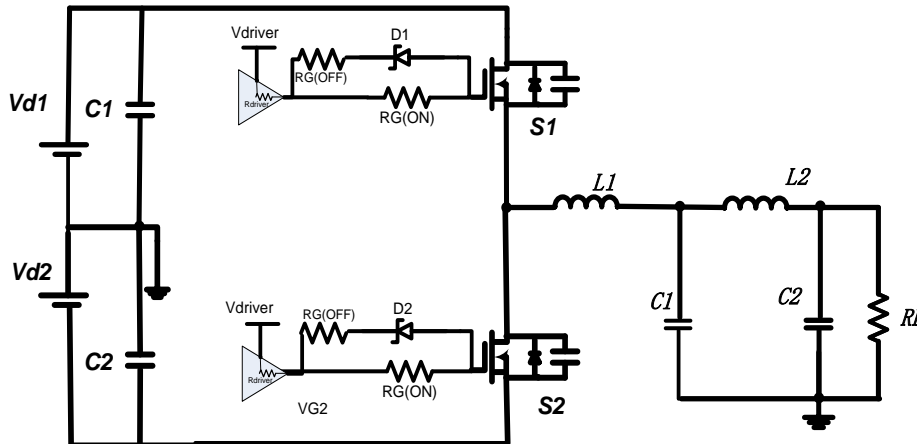 Vdriver
D1
RG(OFF)
Vd1
C1
Rdriver
RG(ON)
S1
L1
L2
Vd2
Vdriver
RG(OFF)
D2
C1
C2
C2
Rdriver
RG(ON)
VG2
S2